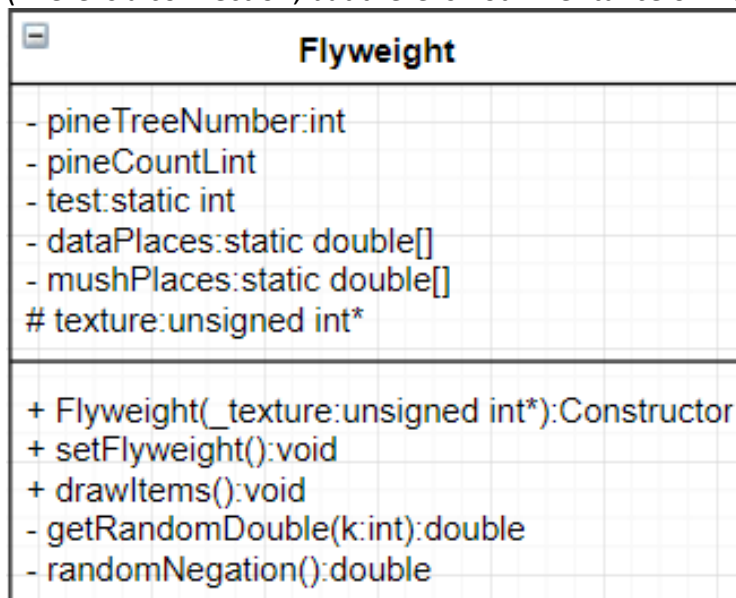 Flyweight
- pineTreeNumber:int
- pineCountLint
- test:static int
- dataPlaces:static double[]
- mushPlaces:static double[]
# texture:unsigned int*
+ Flyweight(_texture:unsigned int*):Constructor
+ setFlyweight():void
+ drawItems():void
- getRandomDouble(k:int):double
- randomNegation():double